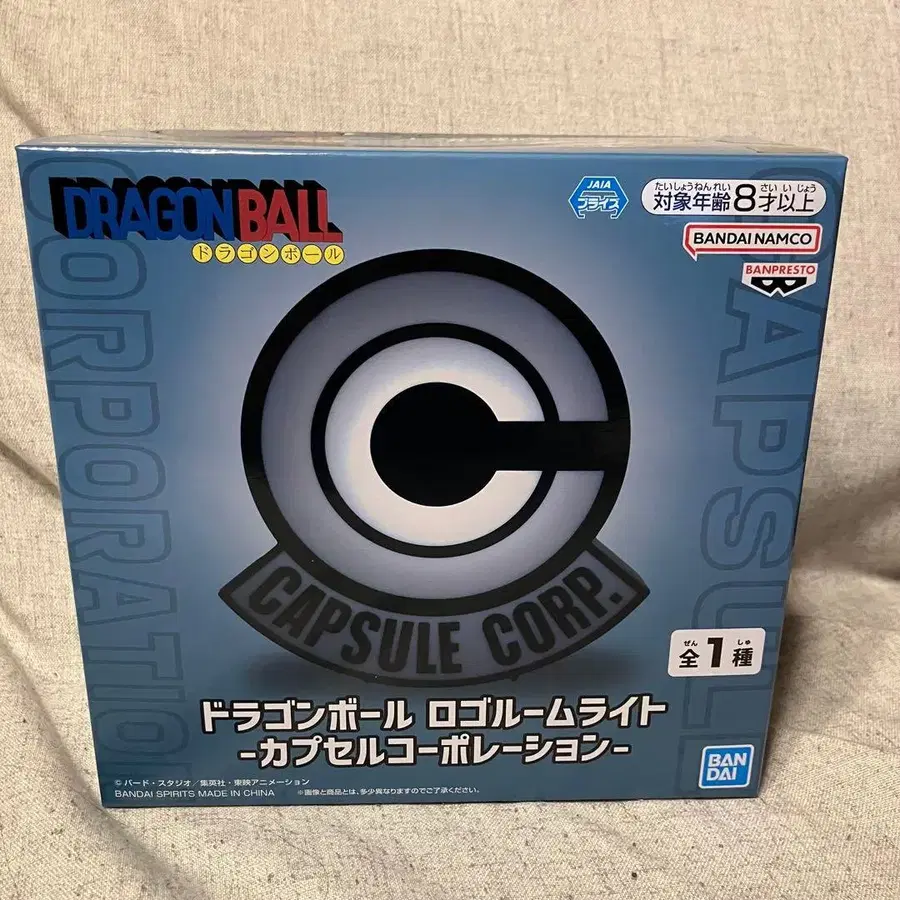 DRAGON BALL
ドラゴンボール
JAIA
プライズ
たいしょうねんれい さいいじょう
対象年齢8才以上
BANDAI NAMCO
BANPRESTO
CORPORATION
CAPSULE
CAPSULE CORP.
ぜん しゅ
全1種
ドラゴンボール ロゴルームライト
-カプセルコーポレーション-
©バード・スタジオ/集英社・東映アニメーション
BANDAI SPIRITS MADE IN CHINA ※画像と商品とは、多少異なりますのでご了承ください。
BAN
DAI